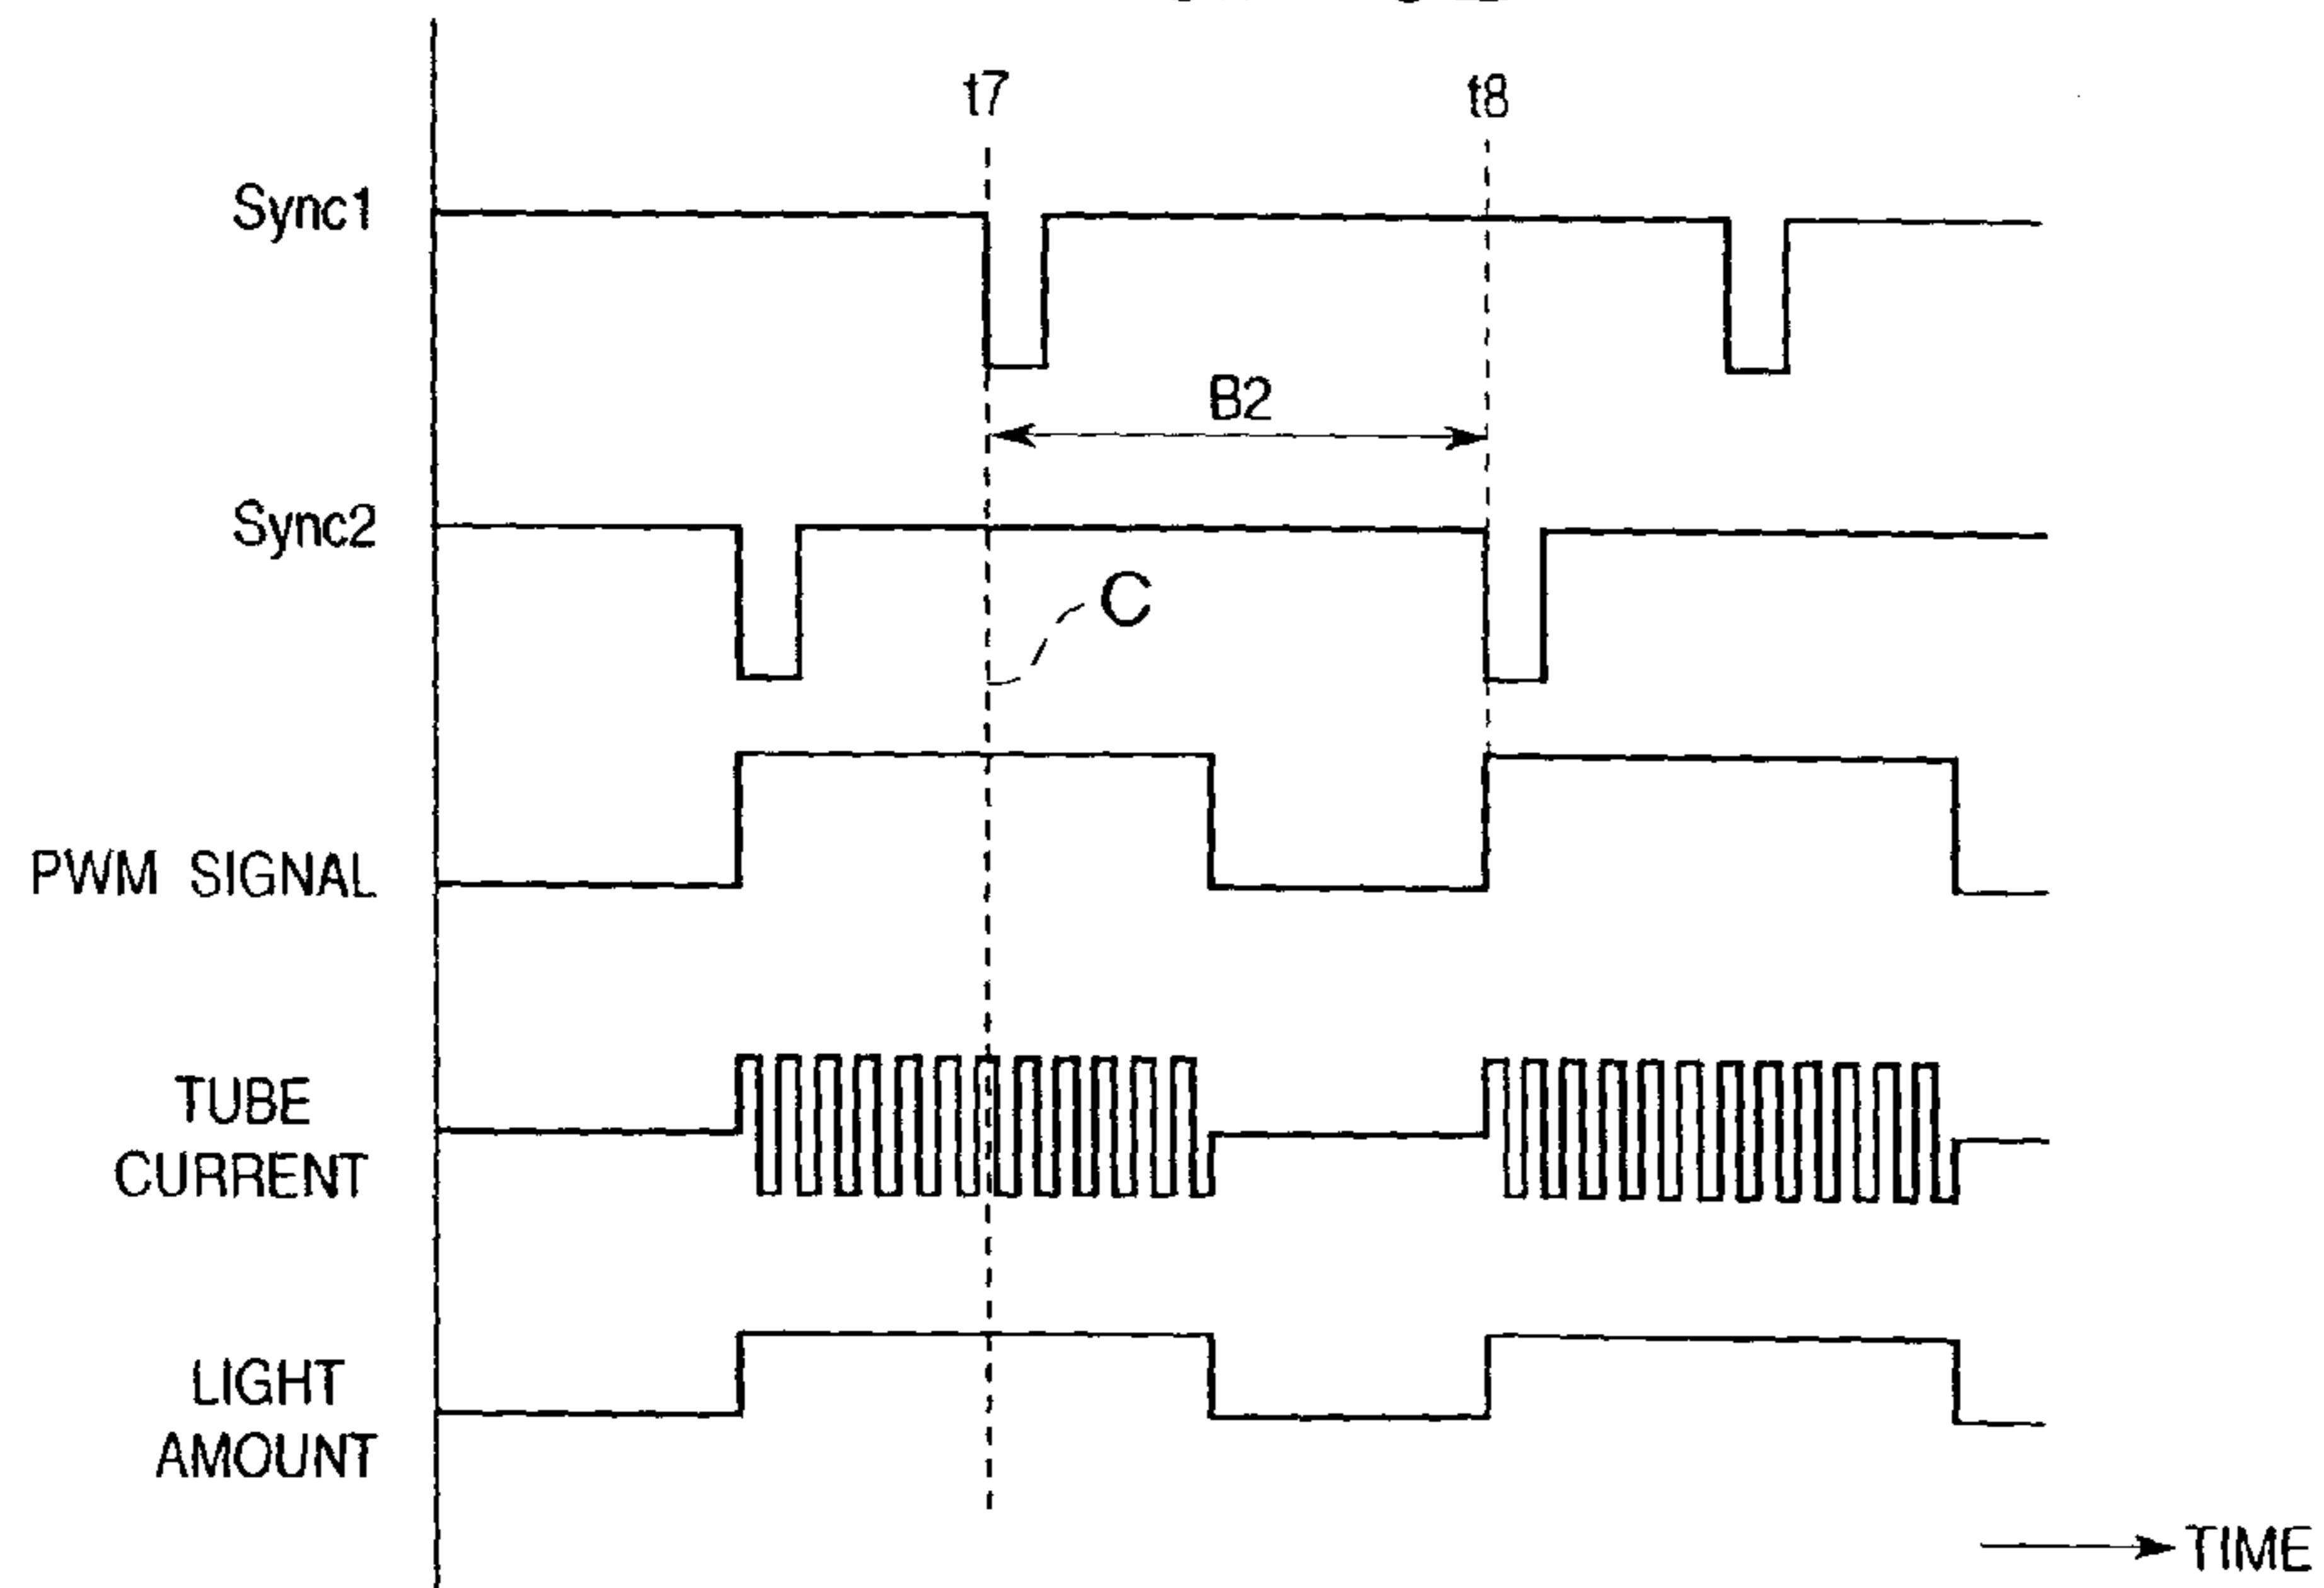 t7 t8
Sync1
B2
Sync2
C
PWM SIGNAL
TUBE
CURRENT
LIGHT
AMOUNT
TIME